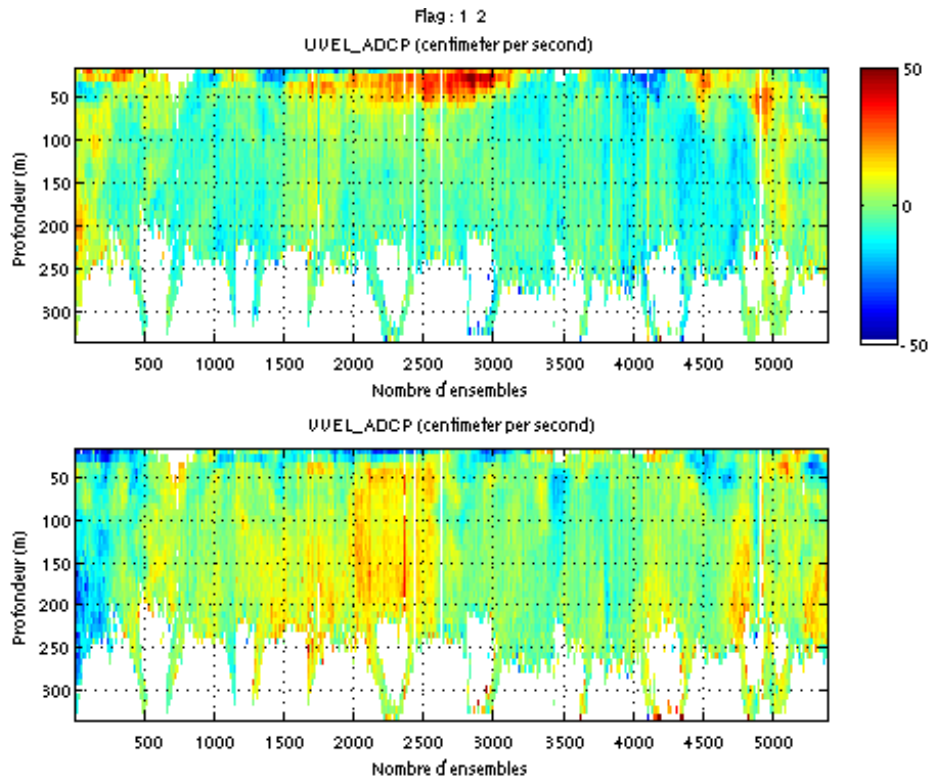 Flag : 1 2
UVEL_ADCP (centimeter per second)
50
100
150
200
250
300
Profondeur (m)
500 1000 1500 2000 2500 3000 3500 4000 4500 5000
Nombre d'ensembles
50
0
-50
VVEL_ADCP (centimeter per second)
50
100
150
200
250
300
Profondeur (m)
500 1000 1500 2000 2500 3000 3500 4000 4500 5000
Nombre d'ensembles